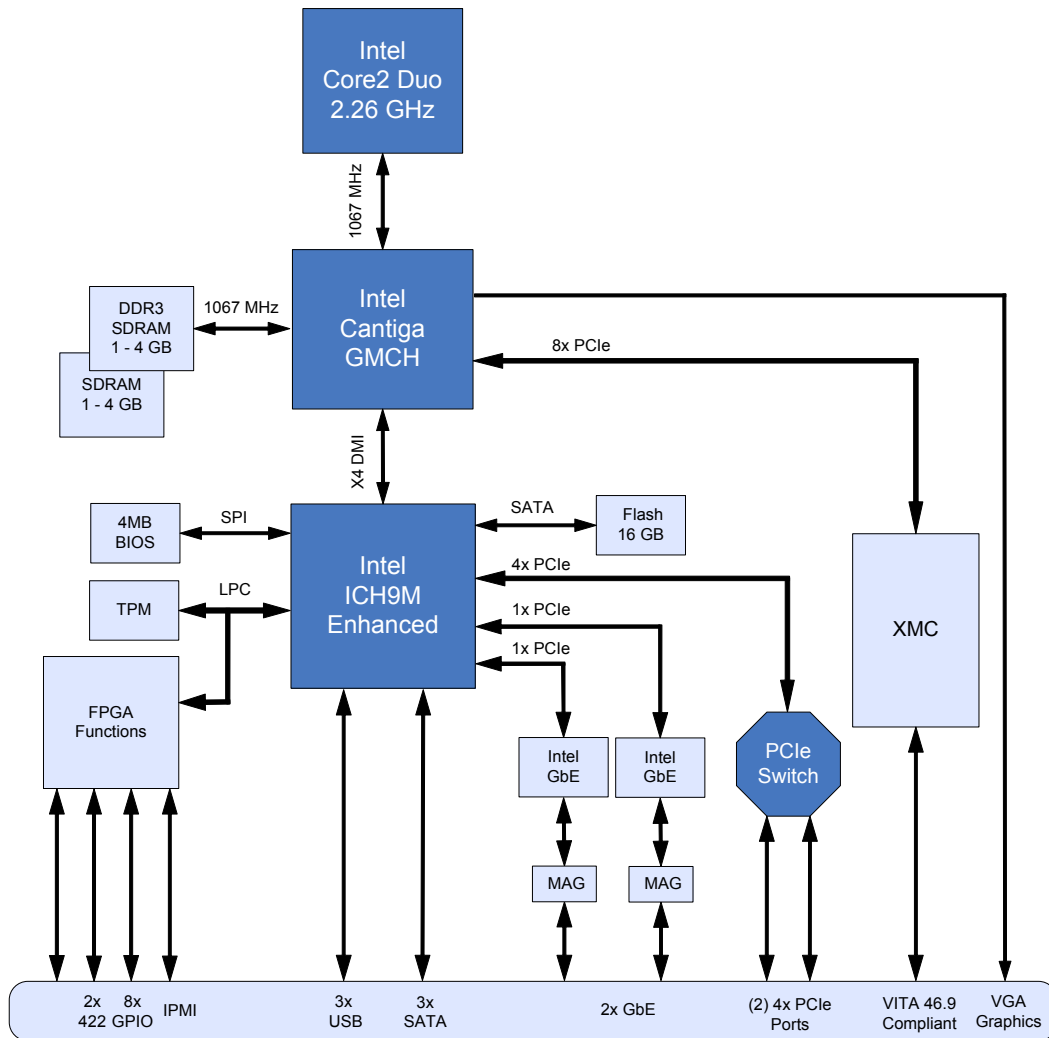 Intel
Core2 Duo
2.26 GHz
1067 MHz
Intel
Cantiga
GMCH
1067 MHz
DDR3
SDRAM
1 - 4 GB
SDRAM
1 - 4 GB
8x PCIe
X4 DMI
4MB
BIOS
SPI
SATA
Flash
16 GB
Intel
ICH9M
Enhanced
TPM
LPC
4x PCIe
1x PCIe
1x PCIe
XMC
FPGA
Functions
Intel
GbE
Intel
GbE
PCIe
Switch
MAG
MAG
2x
422
8x
GPIO
IPMI
3x
USB
3x
SATA
2x GbE
(2) 4x PCIe
Ports
VITA 46.9
Compliant
VGA
Graphics